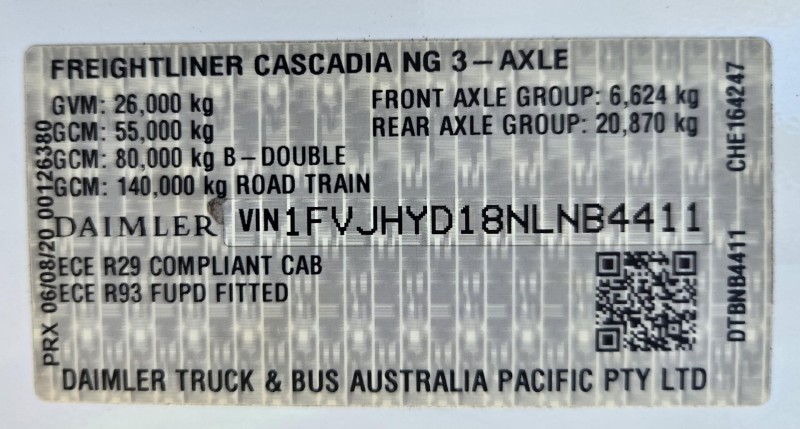 FREIGHTLINER CASCADIA NG 3-AXLE
GVM: 26,000 kg
FRONT AXLE GROUP: 6,624 kg
GCM: 55,000 kg
REAR AXLE GROUP: 20,870 kg
GCM: 80,000 kg B-DOUBLE
GCM: 140,000 kg ROAD TRAIN
DAIMLER
VIN1FVJHYD18NLNB4411
ECE R29 COMPLIANT CAB
ECE R93 FUPD FITTED
DAIMLER TRUCK & BUS AUSTRALIA PACIFIC PTY LTD
PRX 06/08/20 00126380
DTBNB4411 CHE164247